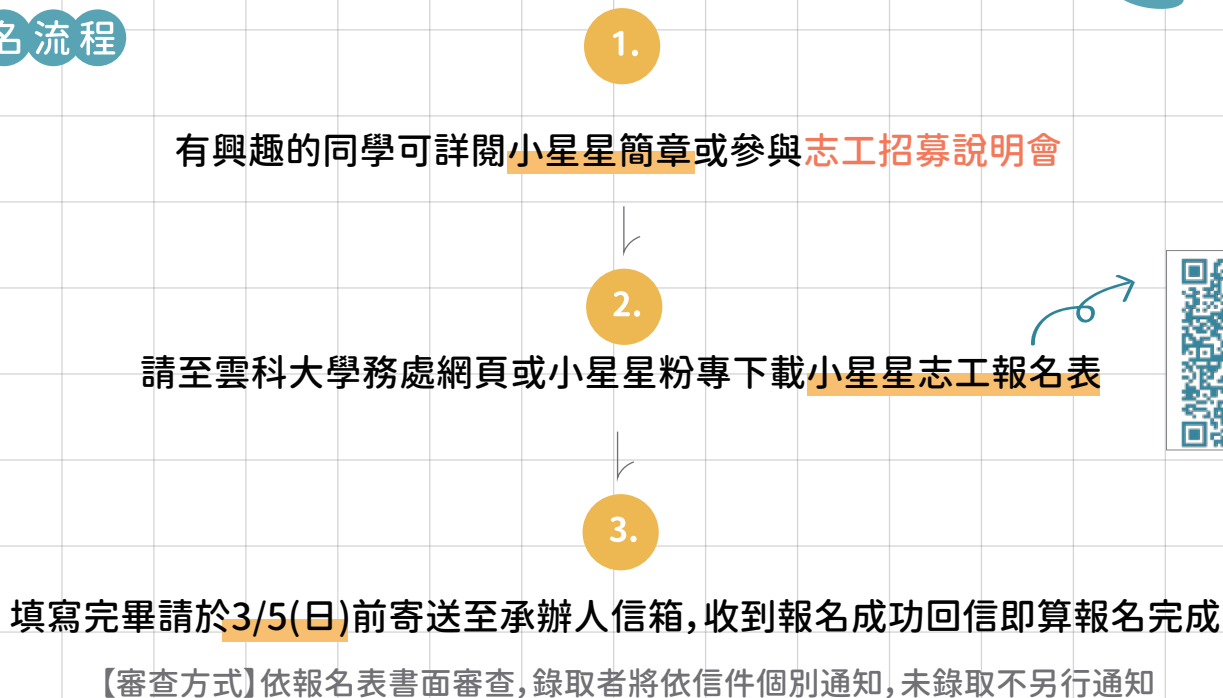 名流程
1.
有興趣的同學可詳閱小星星簡章或參與志工招募說明會
2.
請至雲科大學務處網頁或小星星粉專下載小星星志工報名表
3.
填寫完畢請於3/5(日)前寄送至承辦人信箱,收到報名成功回信即算報名完成
【審查方式】依報名表書面審查,錄取者將依信件個別通知,未錄取不另行通知